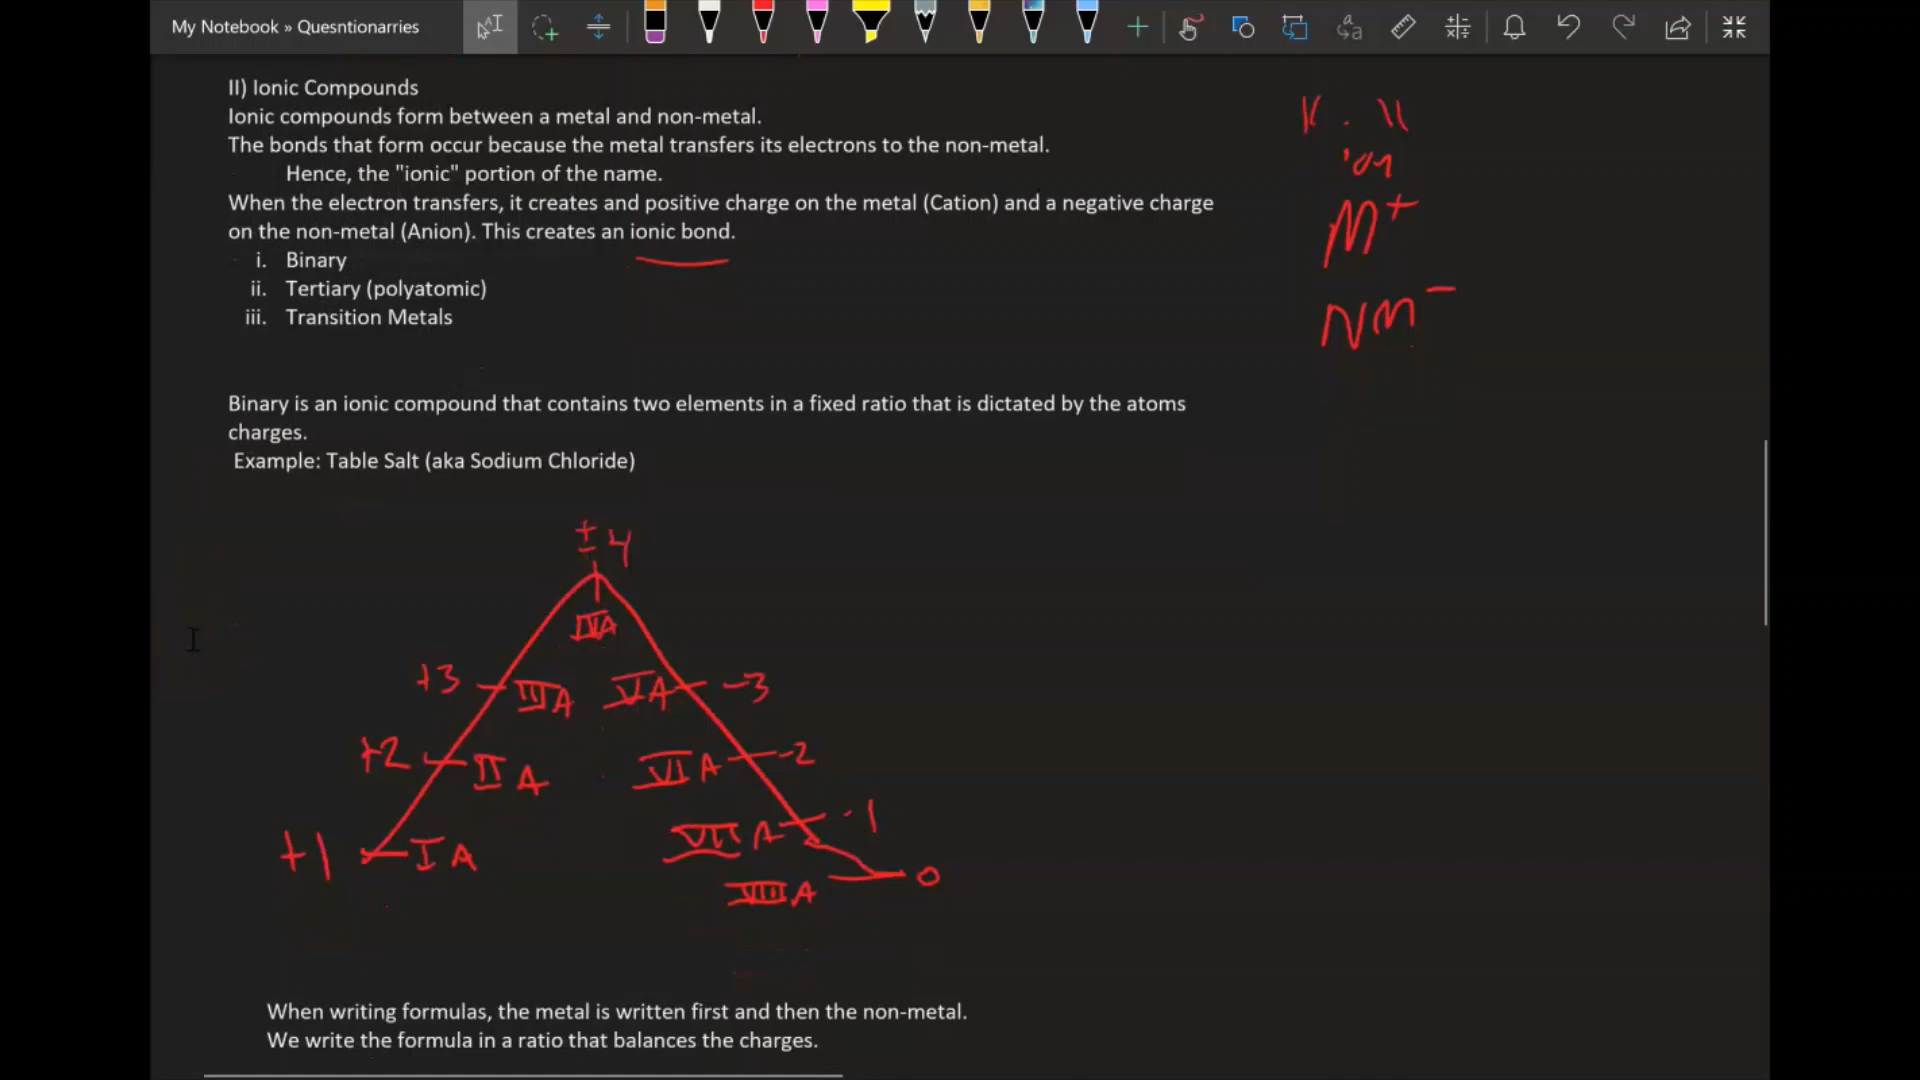 My Notebook » Quesntionarries
II) Ionic Compounds
Ionic compounds form between a metal and non-metal.
The bonds that form occur because the metal transfers its electrons to the non-metal.
Hence, the "ionic" portion of the name.
When the electron transfers, it creates and positive charge on the metal (Cation) and a negative charge
on the non-metal (Anion). This creates an ionic bond.
i. Binary
ii. Tertiary (polyatomic)
iii. Transition Metals
M+
NM-
Binary is an ionic compound that contains two elements in a fixed ratio that is dictated by the atoms
charges.
Example: Table Salt (aka Sodium Chloride)
±4
IVA
+3 IIIA VA -3
+2 IIA VIA -2
+1 IA VIIA -1
VIIIA 0
When writing formulas, the metal is written first and then the non-metal.
We write the formula in a ratio that balances the charges.